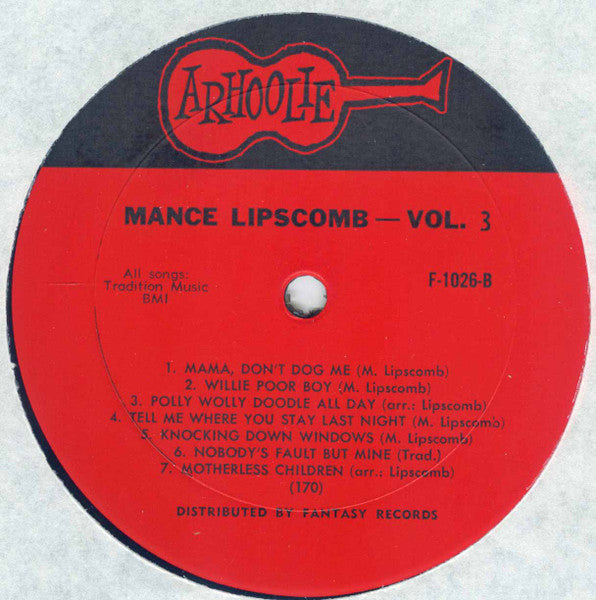 ARHOOLIE
MANCE LIPSCOMB — VOL. 3
All songs:
Tradition Music
BMI
F-1026-B
1. MAMA, DON'T DOG ME (M. Lipscomb)
2. WILLIE POOR BOY (M. Lipscomb)
3. POLLY WOLLY DOODLE ALL DAY (arr.: Lipscomb)
4. TELL ME WHERE YOU STAY LAST NIGHT (M. Lipscomb)
5. KNOCKING DOWN WINDOWS (M. Lipscomb)
6. NOBODY'S FAULT BUT MINE (Trad.)
7. MOTHERLESS CHILDREN (arr.: Lipscomb)
(170)
DISTRIBUTED BY FANTASY RECORDS